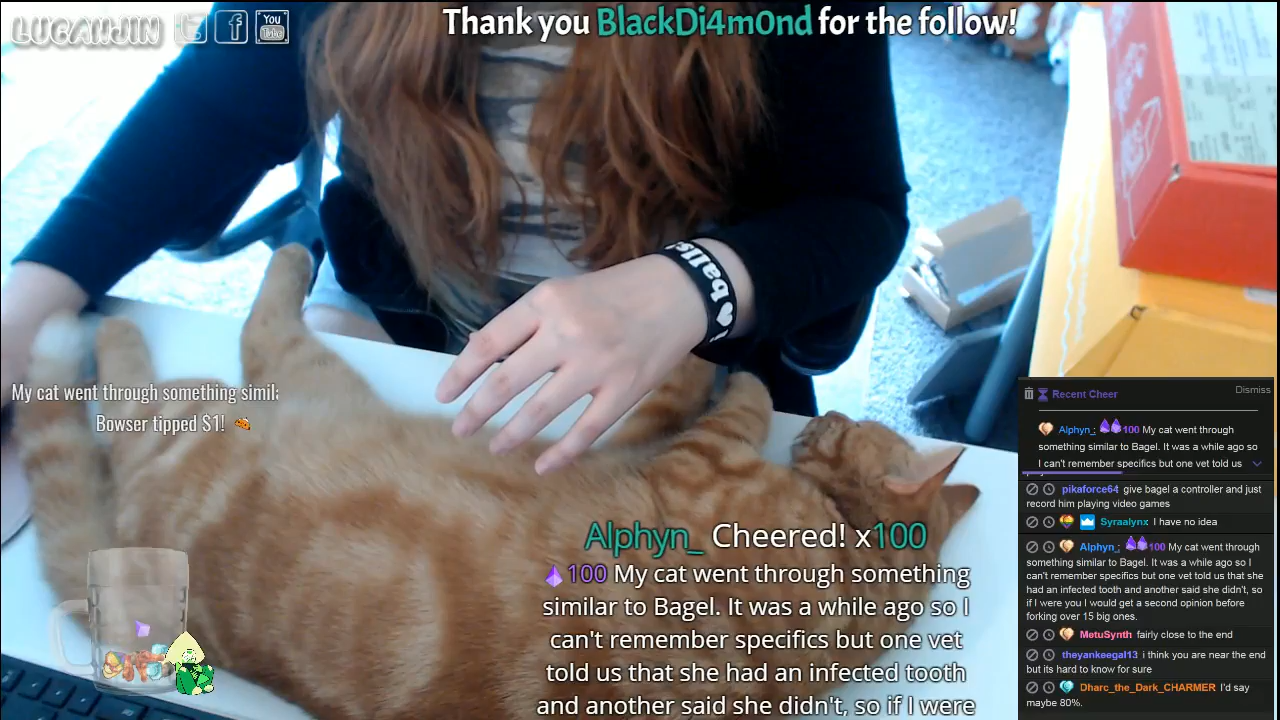 LUGANJIN
You
Tube
Thank you BlackDi4m0nd for the follow!
balls
My cat went through something simil
Bowser tipped $1!
Alphyn_ Cheered! x100
100 My cat went through something
similar to Bagel. It was a while ago so I
can't remember specifics but one vet
told us that she had an infected tooth
and another said she didn't, so if I were
Dismiss
Recent Cheer
Alphyn_: 100 My cat went through
something similar to Bagel. It was a while ago so
I can't remember specifics but one vet told us
pikaforce64 give bagel a controller and just
record him playing video games
Syraalynx: I have no idea
Alphyn_: 100 My cat went through
something similar to Bagel. It was a while ago so I
can't remember specifics but one vet told us that she
had an infected tooth and another said she didn't, so
if I were you I would get a second opinion before
forking over 15 big ones.
MetuSynth fairly close to the end
theyankeegal13: i think you are near the end
but its hard to know for sure
Dharc_the_Dark_CHARMER I'd say
maybe 80%.